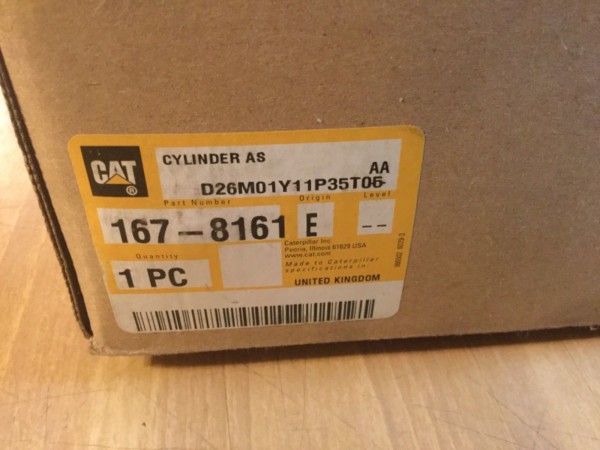 CAT
®
CYLINDER AS
AA
D26M01Y11P35T05
Part Number
Origin
Level
167-8161
E
--
Quantity
1 PC
Caterpillar Inc
Peoria, Illinois 61629 USA
www.cat.com
Made to Caterpillar
specifications in.
UNITED KINGDOM